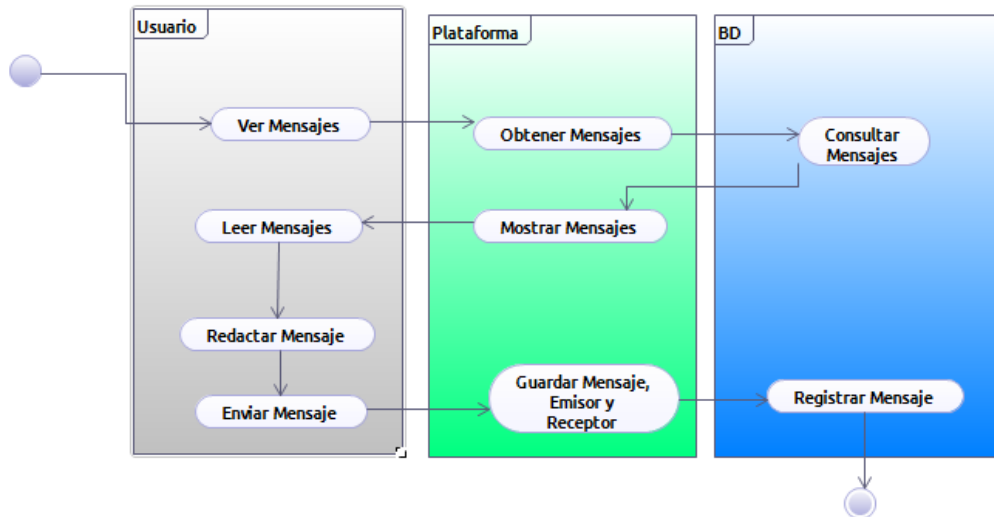 Usuario
Plataforma
BD
Ver Mensajes
Obtener Mensajes
Consultar
Mensajes
Leer Mensajes
Mostrar Mensajes
Redactar Mensaje
Enviar Mensaje
Guardar Mensaje,
Emisor y
Receptor
Registrar Mensaje